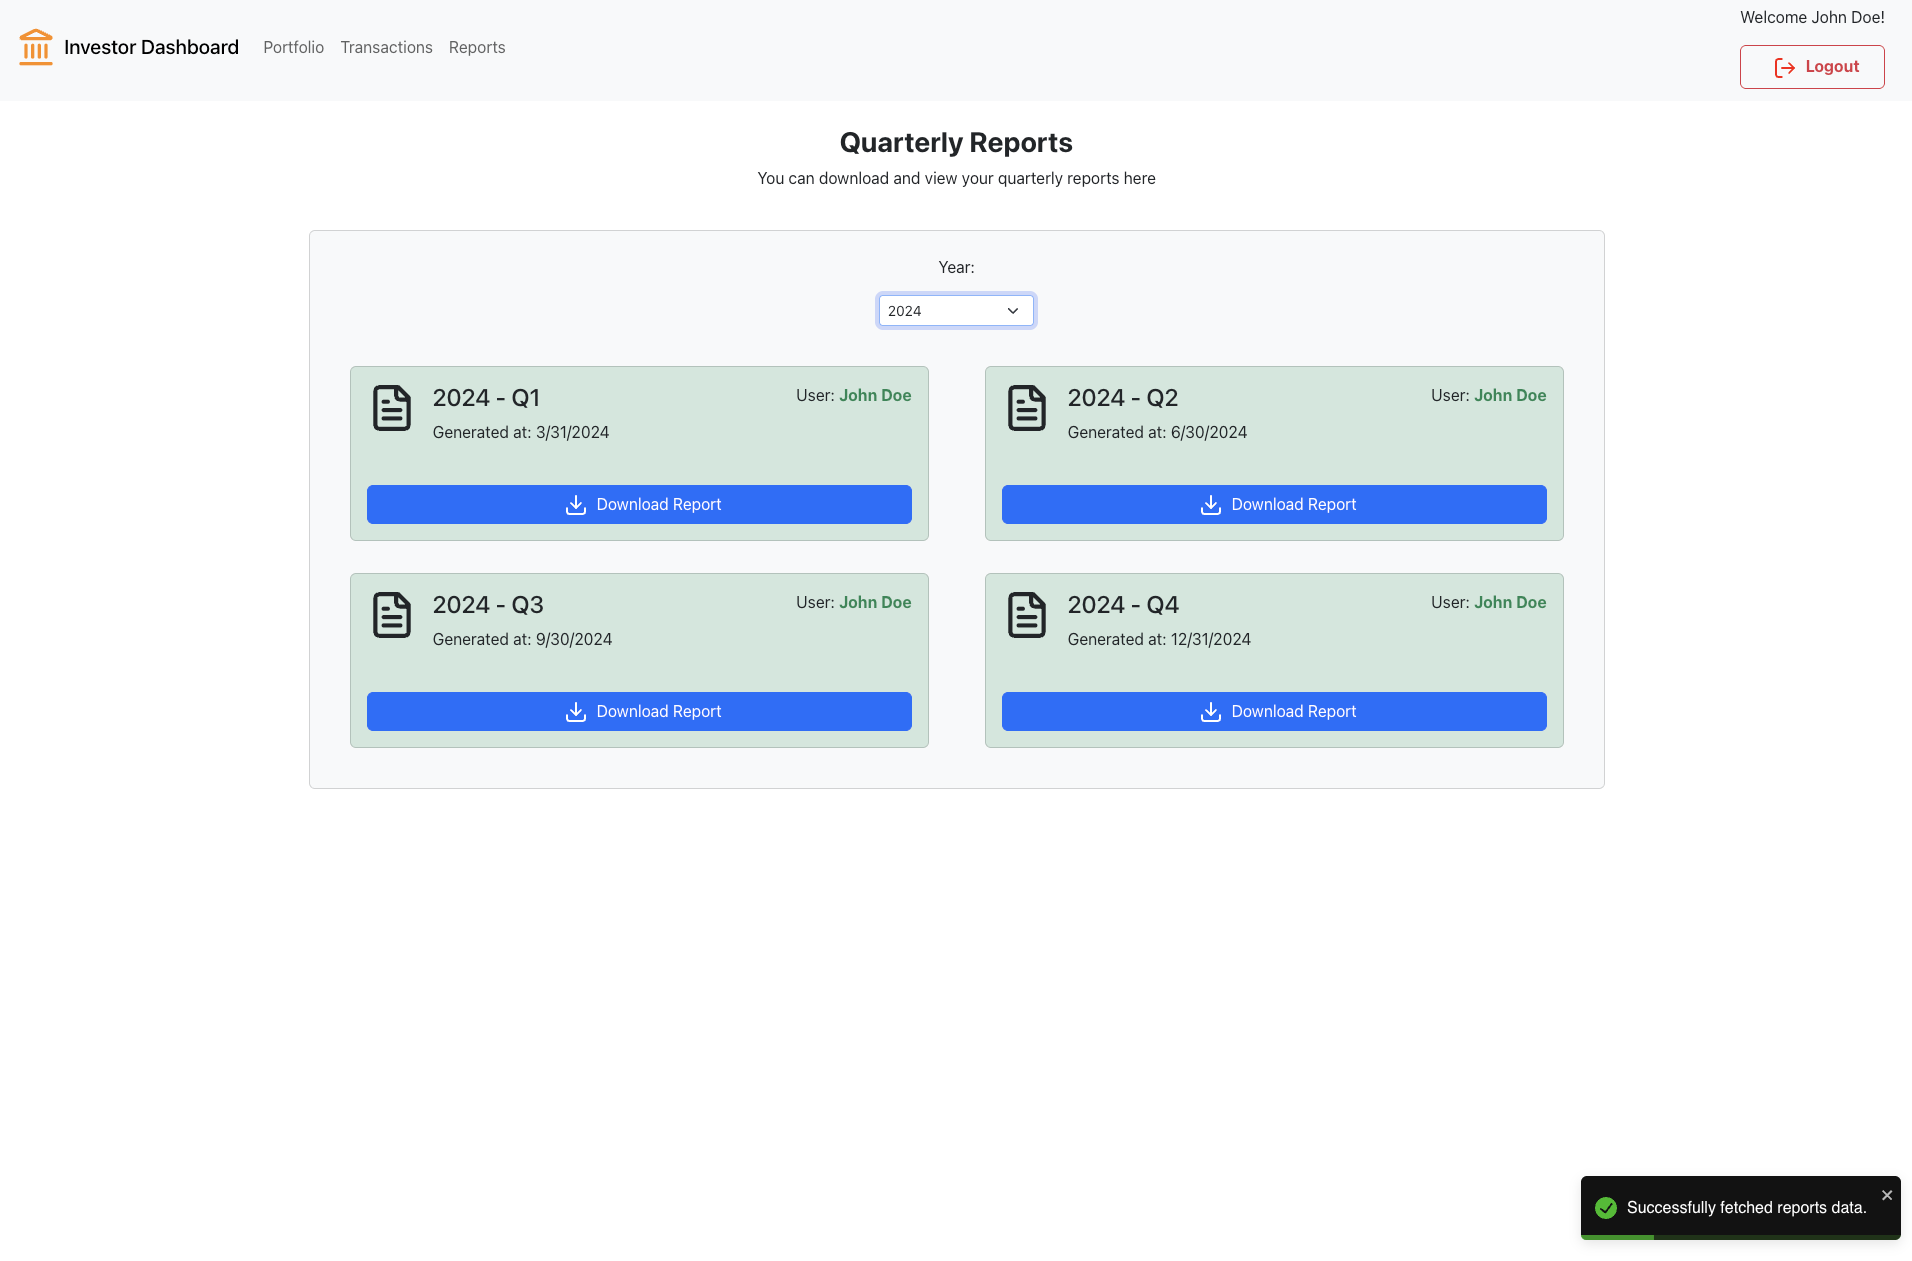 Welcome John Doe!
Investor Dashboard Portfolio Transactions Reports
Logout
Quarterly Reports
You can download and view your quarterly reports here
Year:
2024
2024 - Q1
User: John Doe
Generated at: 3/31/2024
Download Report
2024 - Q2
User: John Doe
Generated at: 6/30/2024
Download Report
2024 - Q3
User: John Doe
Generated at: 9/30/2024
Download Report
2024 - Q4
User: John Doe
Generated at: 12/31/2024
Download Report
Successfully fetched reports data.